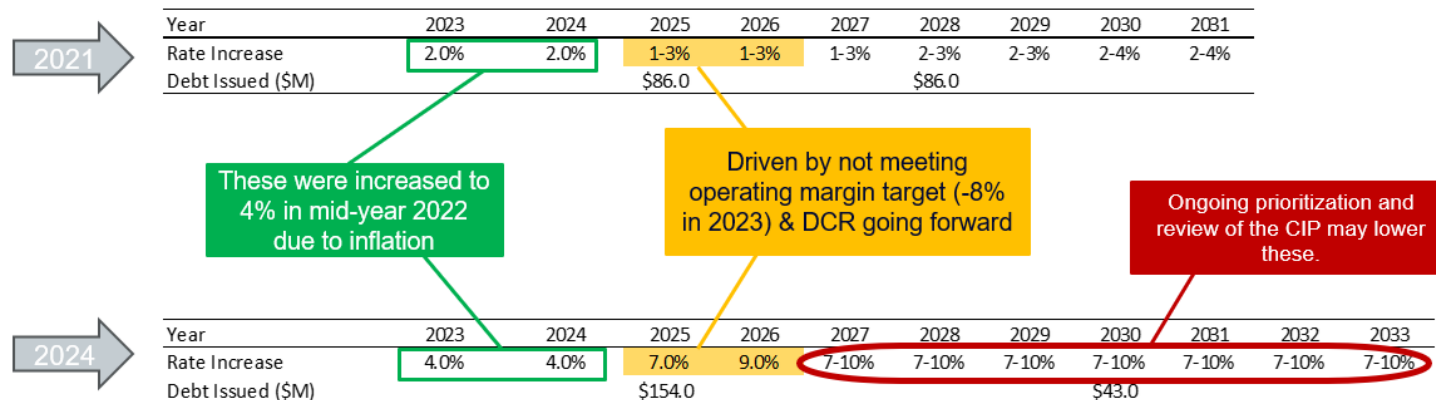 2021
Year 2023 2024 2025 2026 2027 2028 2029 2030 2031
Rate Increase 2.0% 2.0% 1-3% 1-3% 1-3% 2-3% 2-3% 2-4% 2-4%
Debt Issued ($M) $86.0 $86.0
These were increased to
4% in mid-year 2022
due to inflation
Driven by not meeting
operating margin target (-8%
in 2023) & DCR going forward
Ongoing prioritization and
review of the CIP may lower
these.
2024
Year 2023 2024 2025 2026 2027 2028 2029 2030 2031 2032 2033
Rate Increase 4.0% 4.0% 7.0% 9.0% 7-10% 7-10% 7-10% 7-10% 7-10% 7-10% 7-10%
Debt Issued ($M) $154.0 $43.0